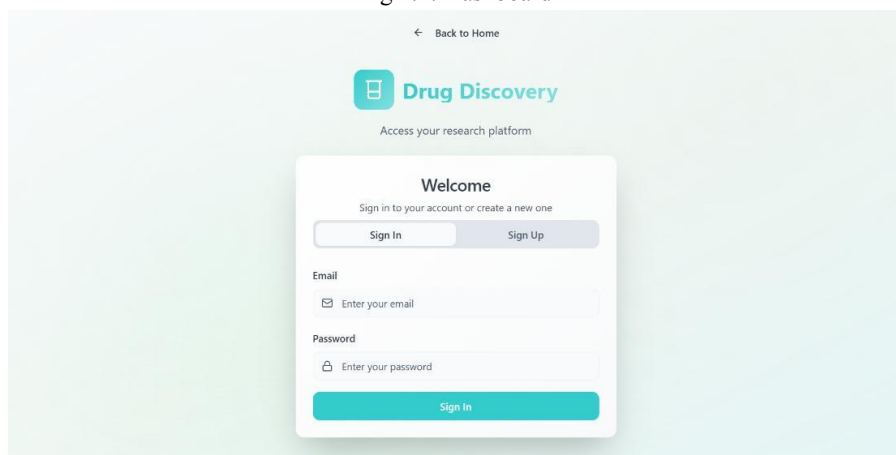 ← Back to Home
Drug Discovery
Access your research platform
Welcome
Sign in to your account or create a new one
Sign In Sign Up
Email
Enter your email
Password
Enter your password
Sign In